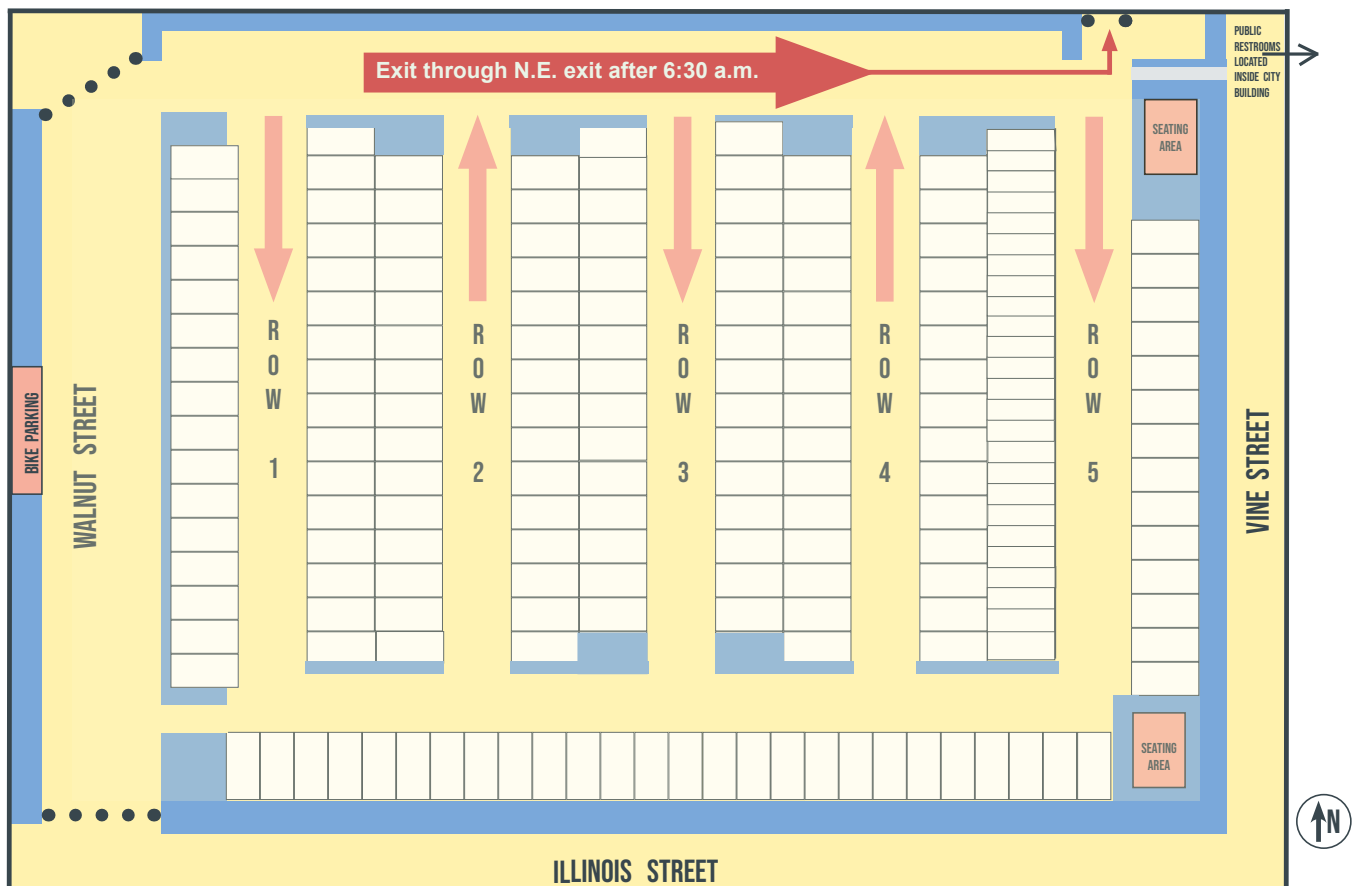 PUBLIC
RESTROOMS
LOCATED
INSIDE CITY
BUILDING
Exit through N.E. exit after 6:30 a.m.
SEATING
AREA
ROW 1
ROW 2
ROW 3
ROW 4
ROW 5
BIKE PARKING
WALNUT STREET
VINE STREET
SEATING
AREA
N
ILLINOIS STREET